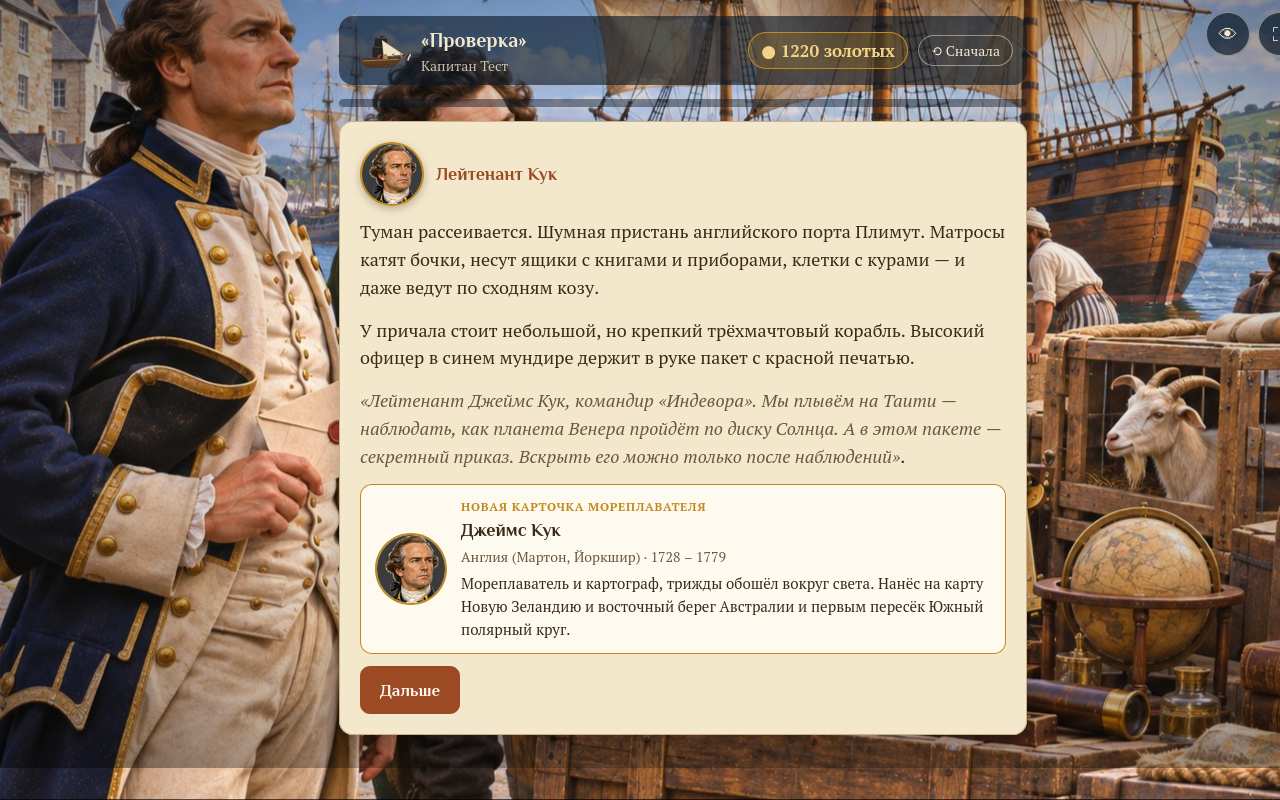 «Проверка»
Капитан Тест
1220 золотых
⟲ Сначала
Лейтенант Кук
Туман рассеивается. Шумная пристань английского порта Плимут. Матросы
катят бочки, несут ящики с книгами и приборами, клетки с курами — и
даже ведут по сходням козу.
У причала стоит небольшой, но крепкий трёхмачтовый корабль. Высокий
офицер в синем мундире держит в руке пакет с красной печатью.
«Лейтенант Джеймс Кук, командир «Индевора». Мы плывём на Таити —
наблюдать, как планета Венера пройдёт по диску Солнца. А в этом пакете —
секретный приказ. Вскрыть его можно только после наблюдений».
НОВАЯ КАРТОЧКА МОРЕПЛАВАТЕЛЯ
Джеймс Кук
Англия (Мартон, Йоркшир) · 1728 – 1779
Мореплаватель и картограф, трижды обошёл вокруг света. Нанёс на карту
Новую Зеландию и восточный берег Австралии и первым пересёк Южный
полярный круг.
Дальше